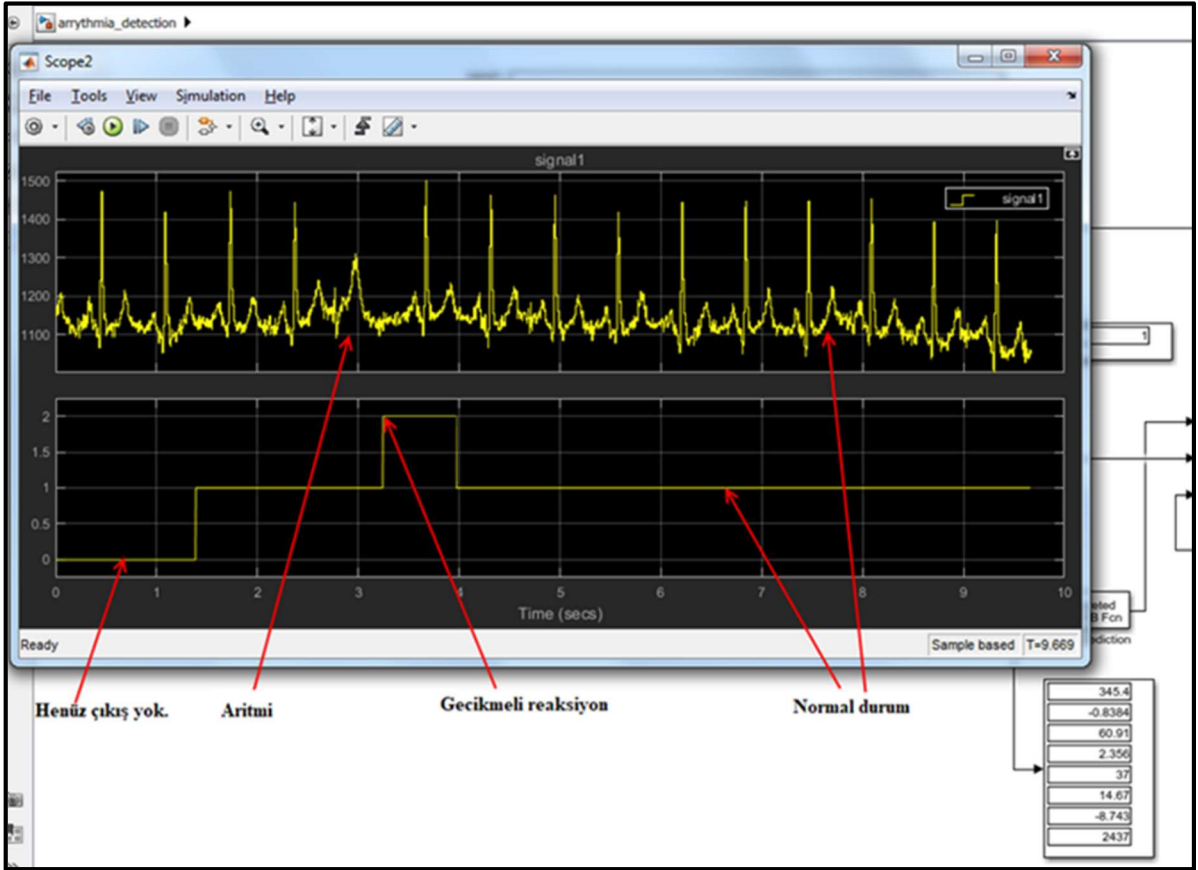 arrythmia_detection
Scope2
File Tools View Simulation Help
signal1
signal1
1500
1400
1300
1200
1100
2
1.5
1
0.5
0
0 1 2 3 4 5 6 7 8 9 10
Time (secs)
Ready
Sample based T=9.669
1
eted
B Fcn
ediction
Henüz çıkış yok.
Aritmi
Gecikmeli reaksiyon
Normal durum
345.4
-0.8384
60.91
2.356
37
14.67
-8.743
2437